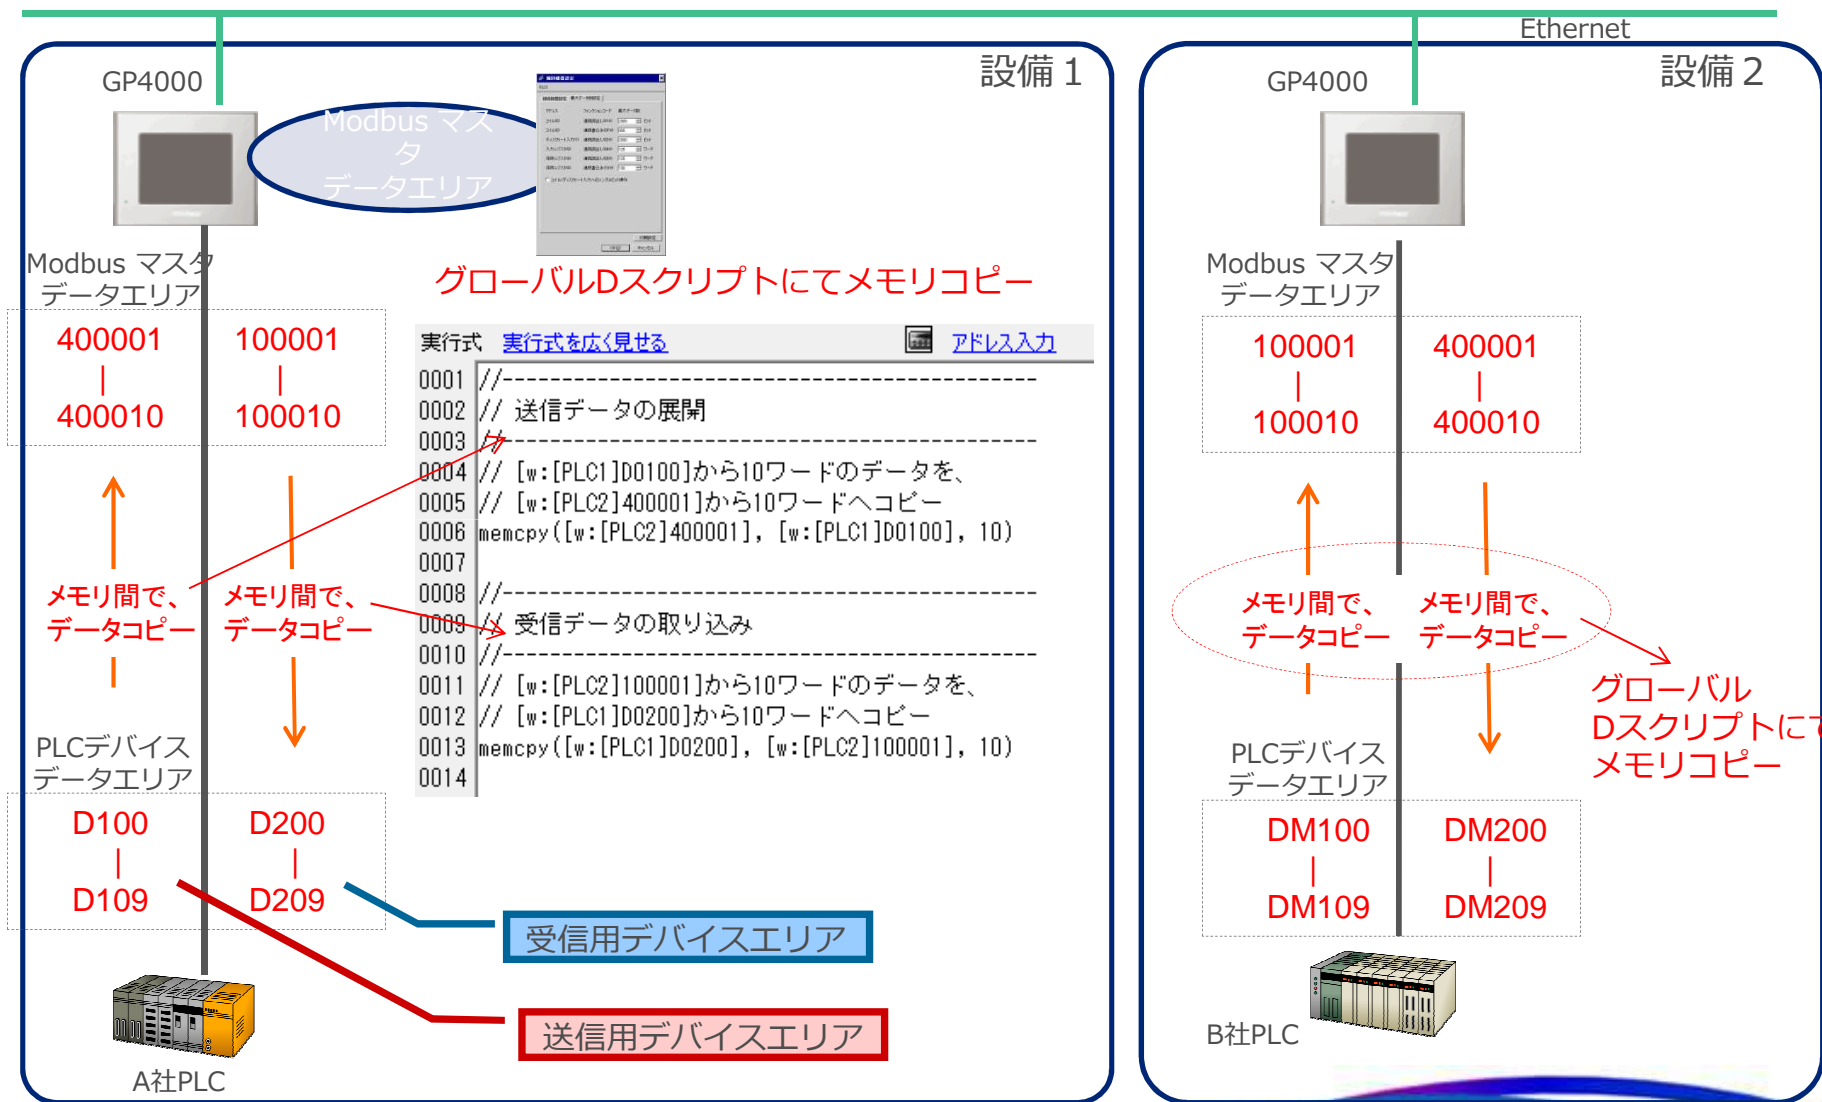 Ethernet
設備１
GP4000
Modbus マス
タ
データエリア
Modbus マスタ
データエリア
400001
|
400010
100001
|
100010
グローバルDスクリプトにてメモリコピー
実行式 実行式を広く見せる アドレス入力
0001 //---------------------------------------------
0002 // 送信データの展開
0003 //---------------------------------------------
0004 // [w:[PLC1]D0100]から10ワードのデータを、
0005 // [w:[PLC2]400001]から10ワードへコピー
0006 memcpy([w:[PLC2]400001], [w:[PLC1]D0100], 10)
0007
0008 //---------------------------------------------
0009 // 受信データの取り込み
0010 //---------------------------------------------
0011 // [w:[PLC2]100001]から10ワードのデータを、
0012 // [w:[PLC1]D0200]から10ワードへコピー
0013 memcpy([w:[PLC1]D0200], [w:[PLC2]100001], 10)
0014
メモリ間で、
データコピー
メモリ間で、
データコピー
PLCデバイス
データエリア
D100
|
D109
D200
|
D209
受信用デバイスエリア
送信用デバイスエリア
A社PLC
設備２
GP4000
Modbus マスタ
データエリア
100001
|
100010
400001
|
400010
メモリ間で、
データコピー
メモリ間で、
データコピー
グローバル
Dスクリプトにて
メモリコピー
PLCデバイス
データエリア
DM100
|
DM109
DM200
|
DM209
B社PLC